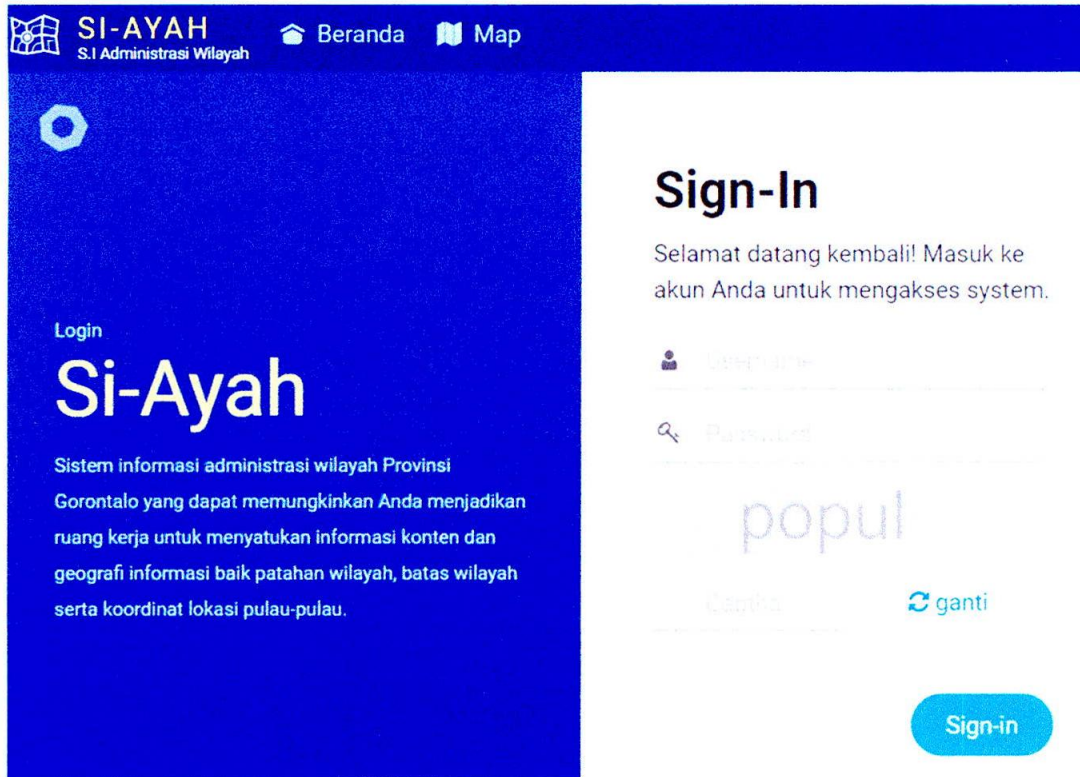 SI-AYAH
S.I Administrasi Wilayah
Beranda
Map
Login
Si-Ayah
Sistem informasi administrasi wilayah Provinsi
Gorontalo yang dapat memungkinkan Anda menjadikan
ruang kerja untuk menyatukan informasi konten dan
geografi informasi baik patahan wilayah, batas wilayah
serta koordinat lokasi pulau-pulau.
Sign-In
Selamat datang kembali! Masuk ke
akun Anda untuk mengakses system.
Username
Password
popul
ganti
Sign-in